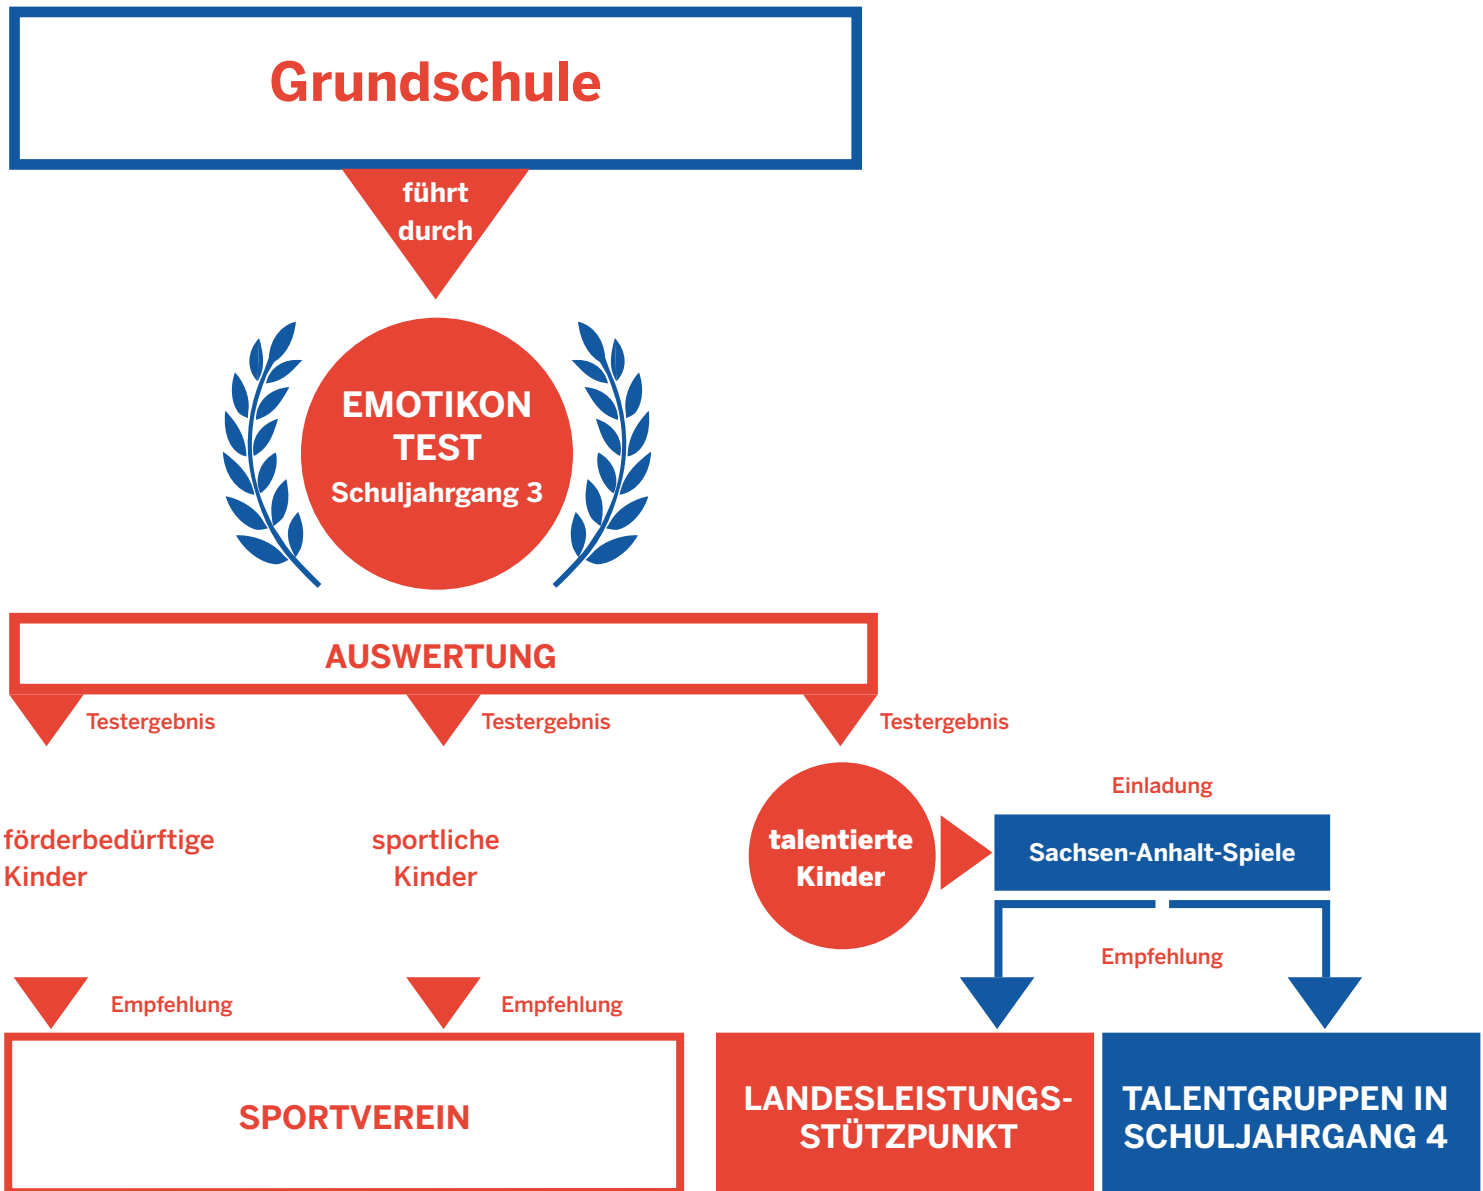 Grundschule
führt
durch
EMOTIKON
TEST
Schuljahrgang 3
AUSWERTUNG
Testergebnis
Testergebnis
Testergebnis
förderbedürftige
Kinder
sportliche
Kinder
talentierte
Kinder
Einladung
Sachsen-Anhalt-Spiele
Empfehlung
Empfehlung
Empfehlung
SPORTVEREIN
LANDESLEISTUNGS-
STÜTZPUNKT
TALENTGRUPPEN IN
SCHULJAHRGANG 4